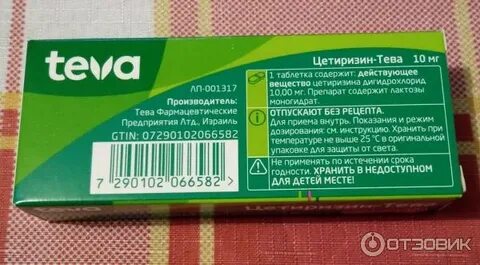 teva
ЛП-001317
Производитель:
Тева Фармацевтические
Предприятия Лтд., Израиль
GTIN: 07290102066582
7 290102 066582 >
Цетиризин-Тева 10 мг
1 таблетка содержит: действующее
вещество цетиризина дигидрохлорид
10,00 мг. Препарат содержит лактозы
моногидрат.
ОТПУСКАЮТ БЕЗ РЕЦЕПТА.
Для приема внутрь. Показания и режим
дозирования: см. инструкцию. Хранить при
температуре не выше 25 °С в оригинальной
упаковке для защиты от света.
Не применять по истечении срока
годности. ХРАНИТЬ В НЕДОСТУПНОМ
ДЛЯ ДЕТЕЙ МЕСТЕ!
Цетиризин-Тева
ОТЗОВИК